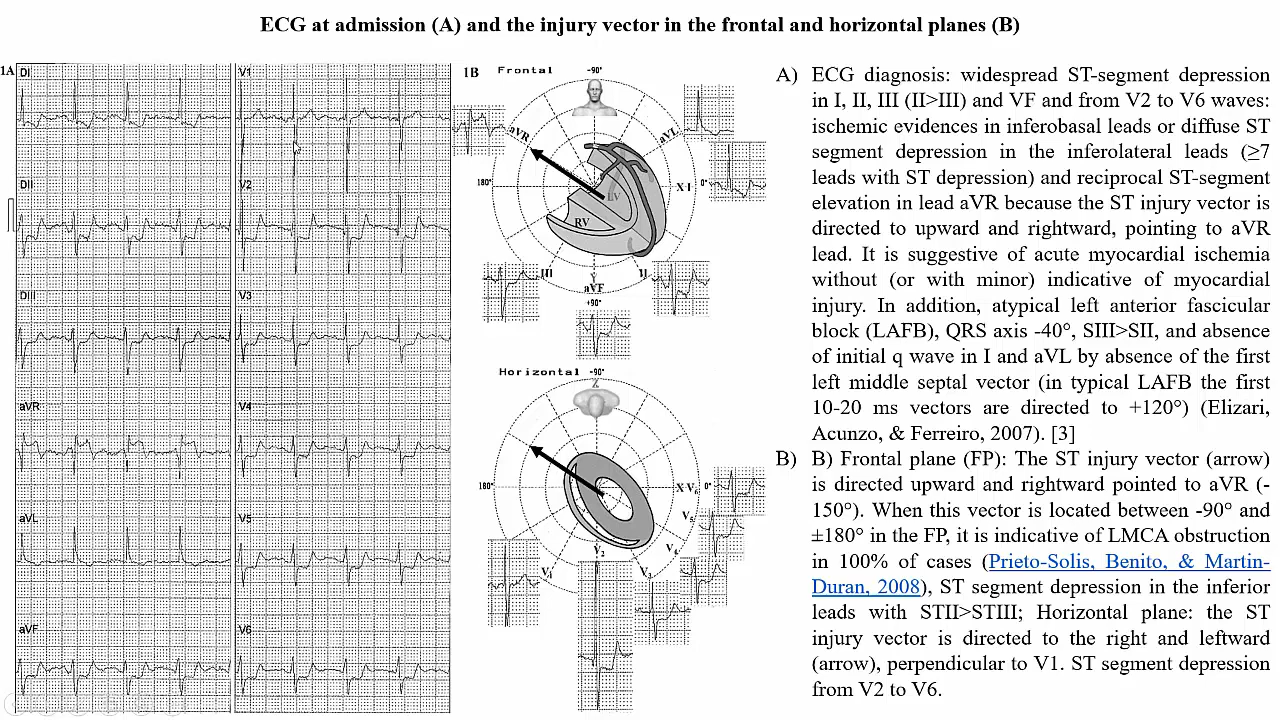 ECG at admission (A) and the injury vector in the frontal and horizontal planes (B)
1A
DI
DII
DIII
aVR
aVL
aVF
V1
V2
V3
V4
V5
V6
1B
Frontal
-90°
aVR
aVL
180°
0°
X I
LV
RV
III
II
Y
aVF
+90°
Horizontal -90°
Z
180°
0°
X V6
V5
V4
V3
V2
V1
A) ECG diagnosis: widespread ST-segment depression
in I, II, III (II>III) and VF and from V2 to V6 waves:
ischemic evidences in inferobasal leads or diffuse ST
segment depression in the inferolateral leads (≥7
leads with ST depression) and reciprocal ST-segment
elevation in lead aVR because the ST injury vector is
directed to upward and rightward, pointing to aVR
lead. It is suggestive of acute myocardial ischemia
without (or with minor) indicative of myocardial
injury. In addition, atypical left anterior fascicular
block (LAFB), QRS axis -40°, SIII>SII, and absence
of initial q wave in I and aVL by absence of the first
left middle septal vector (in typical LAFB the first
10-20 ms vectors are directed to +120°) (Elizari,
Acunzo, & Ferreiro, 2007). [3]
B) B) Frontal plane (FP): The ST injury vector (arrow)
is directed upward and rightward pointed to aVR (-
150°). When this vector is located between -90° and
±180° in the FP, it is indicative of LMCA obstruction
in 100% of cases (Prieto-Solis, Benito, & Martin-
Duran, 2008), ST segment depression in the inferior
leads with STII>STIII; Horizontal plane: the ST
injury vector is directed to the right and leftward
(arrow), perpendicular to V1. ST segment depression
from V2 to V6.